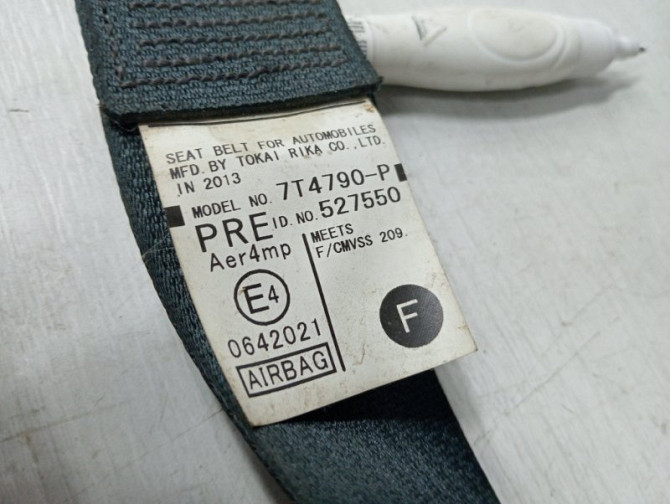 SEAT BELT FOR AUTOMOBILES
MFD. BY TOKAI RIKA CO., LTD.
IN 2013
MODEL NO. 7T4790-P
PRE ID. NO. 527550
Aer4mp
MEETS
F/CMVSS 209.
E4
F
0642021
AIRBAG